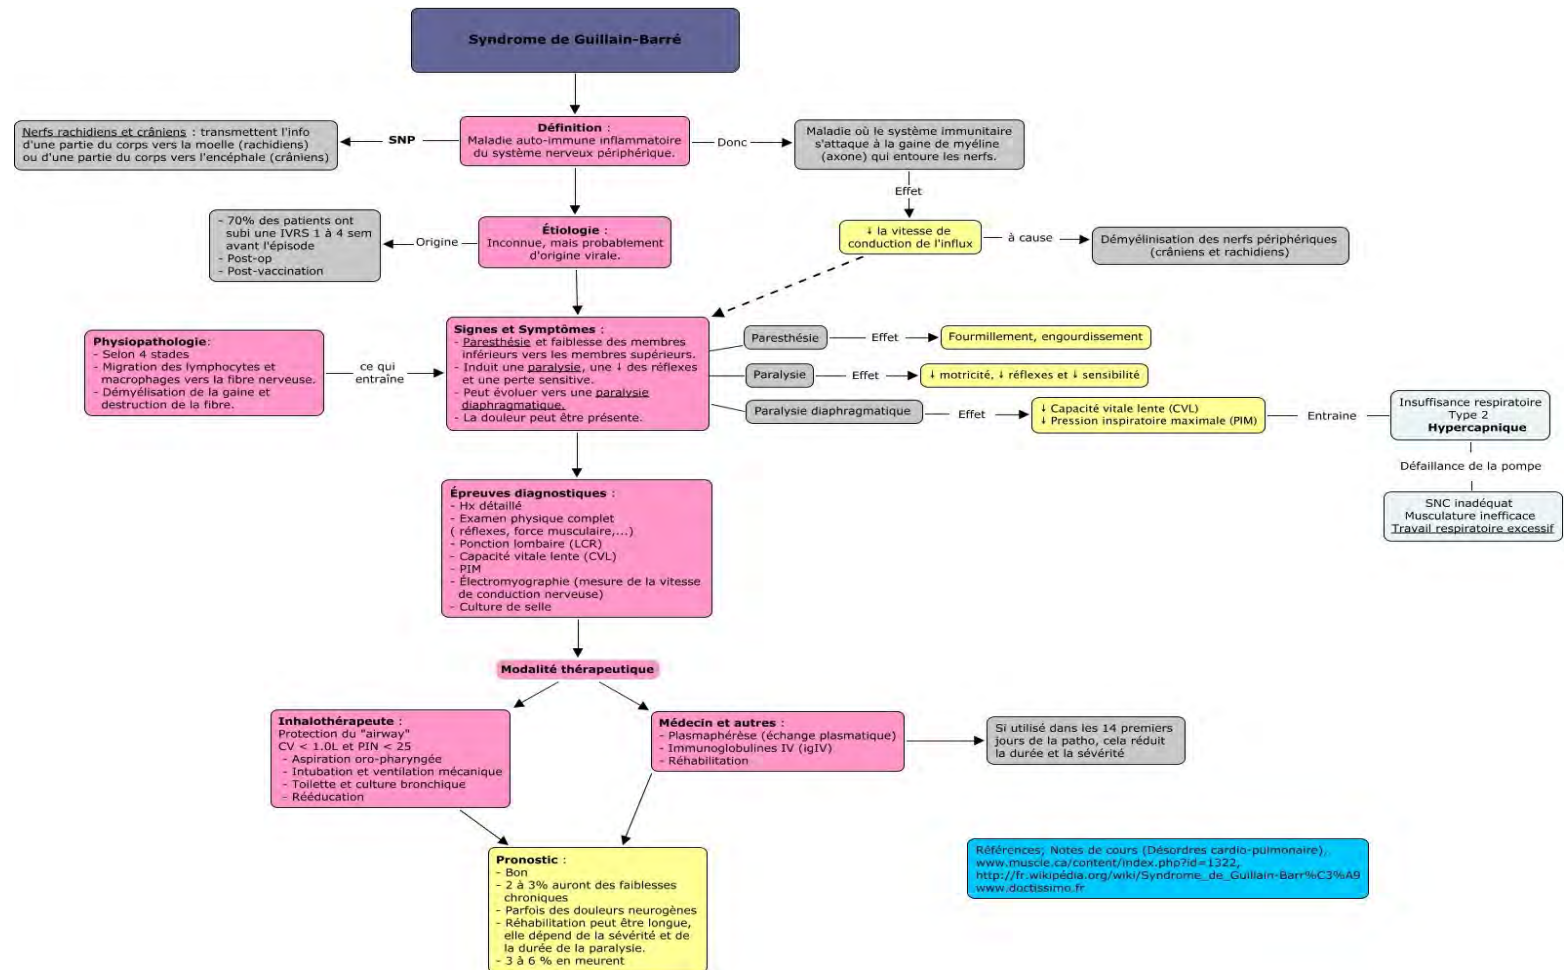 Syndrome de Guillain-Barré
Nerfs rachidiens et crâniens : transmettent l'info
d'une partie du corps vers la moelle (rachidiens)
ou d'une partie du corps vers l'encéphale (crâniens)
SNP
Définition :
Maladie auto-immune inflammatoire
du système nerveux périphérique.
Donc
Maladie où le système immunitaire
s'attaque à la gaine de myéline
(axone) qui entoure les nerfs.
Effet
- 70% des patients ont
subi une IVRS 1 à 4 sem
avant l'épisode
- Post-op
- Post-vaccination
Origine
Étiologie :
Inconnue, mais probablement
d'origine virale.
↓ la vitesse de
conduction de l'influx
à cause
Démyélinisation des nerfs périphériques
(crâniens et rachidiens)
Physiopathologie:
- Selon 4 stades
- Migration des lymphocytes et
macrophages vers la fibre nerveuse.
- Démyélisation de la gaine et
destruction de la fibre.
ce qui
entraîne
Signes et Symptômes :
- Paresthésie et faiblesse des membres
inférieurs vers les membres supérieurs.
- Induit une paralysie, une ↓ des réflexes
et une perte sensitive.
- Peut évoluer vers une paralysie
diaphragmatique.
- La douleur peut être présente.
Paresthésie
Effet
Fourmillement, engourdissement
Paralysie
Effet
↓ motricité, ↓ réflexes et ↓ sensibilité
Paralysie diaphragmatique
Effet
↓ Capacité vitale lente (CVL)
↓ Pression inspiratoire maximale (PIM)
Entraine
Insuffisance respiratoire
Type 2
Hypercapnique
Défaillance de la pompe
SNC inadéquat
Musculature inefficace
Travail respiratoire excessif
Épreuves diagnostiques :
- Hx détaillé
- Examen physique complet
( réflexes, force musculaire,...)
- Ponction lombaire (LCR)
- Capacité vitale lente (CVL)
- PIM
- Électromyographie (mesure de la vitesse
de conduction nerveuse)
- Culture de selle
Modalité thérapeutique
Inhalothérapeute :
Protection du "airway"
CV < 1.0L et PIN < 25
- Aspiration oro-pharyngée
- Intubation et ventilation mécanique
- Toilette et culture bronchique
- Rééducation
Médecin et autres :
- Plasmaphérèse (échange plasmatique)
- Immunoglobulines IV (igIV)
- Réhabilitation
Si utilisé dans les 14 premiers
jours de la patho, cela réduit
la durée et la sévérité
Pronostic :
- Bon
- 2 à 3% auront des faiblesses
chroniques
- Parfois des douleurs neurogènes
- Réhabilitation peut être longue,
elle dépend de la sévérité et de
la durée de la paralysie.
- 3 à 6 % en meurent
Références; Notes de cours (Désordres cardio-pulmonaire),
www.muscle.ca/content/index.php?id=1322,
http://fr.wikipédia.org/wiki/Syndrome_de_Guillain-Barr%C3%A9
www.doctissimo.fr